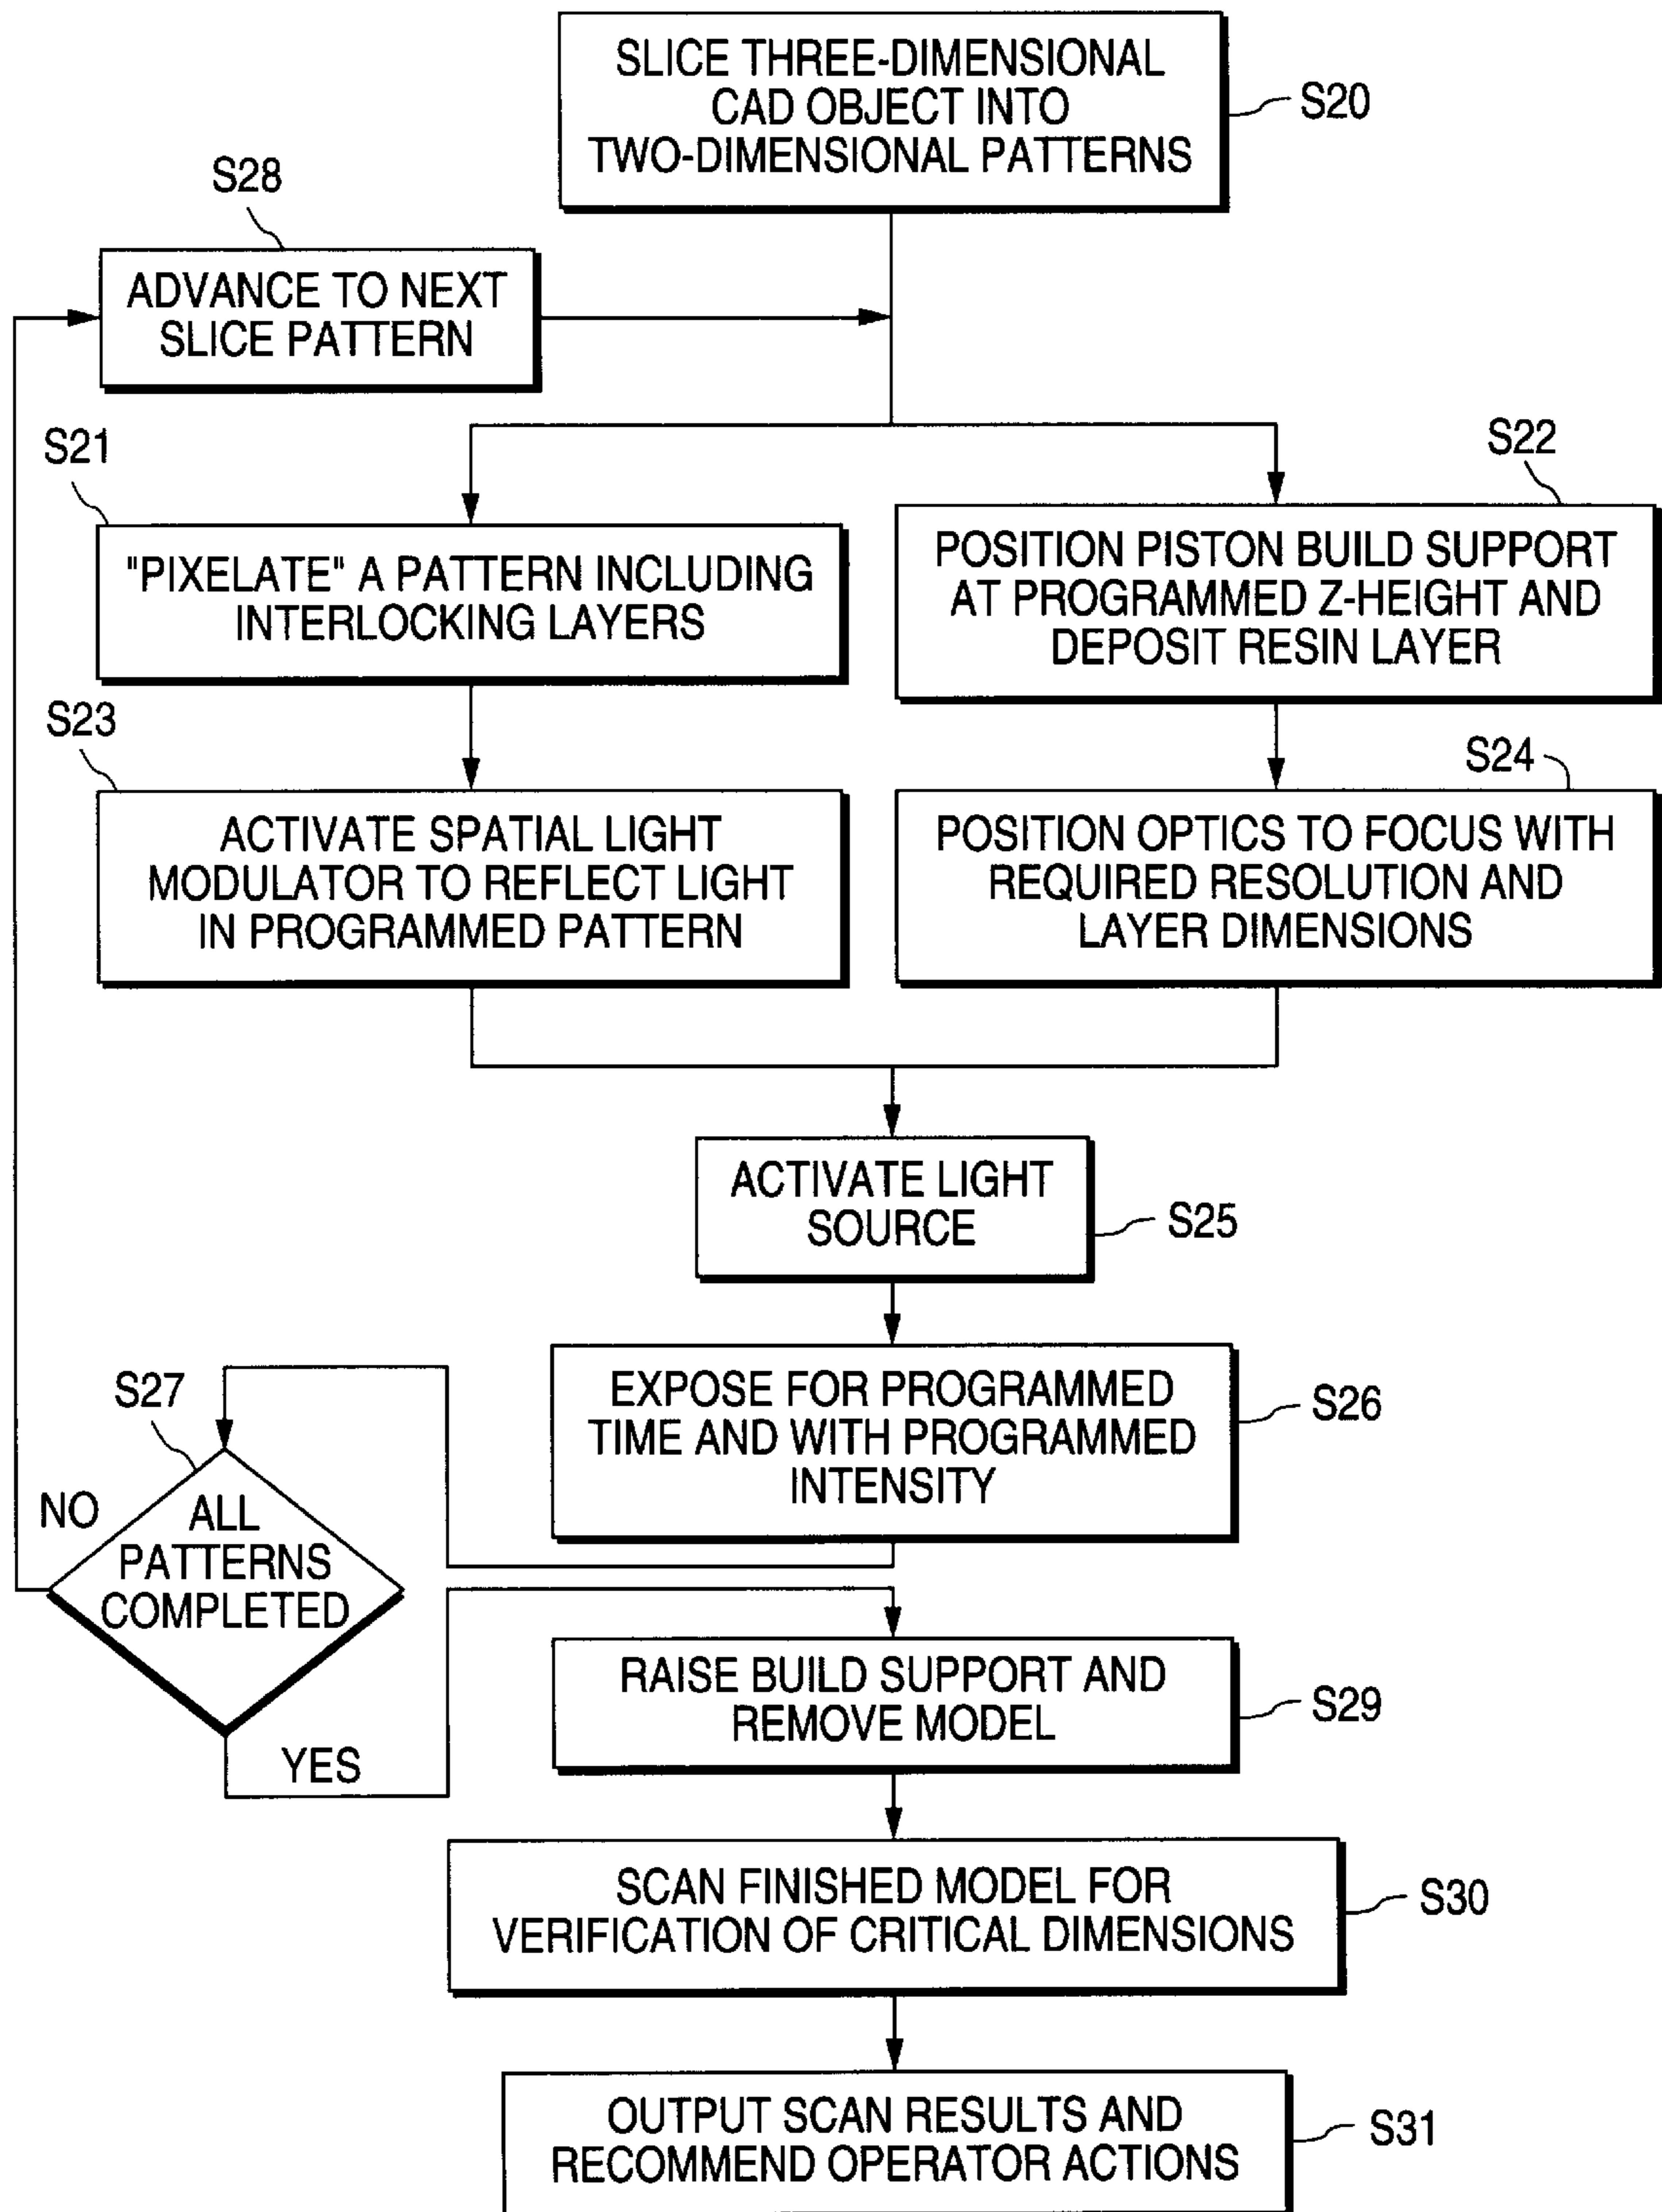 SLICE THREE-DIMENSIONAL
CAD OBJECT INTO
TWO-DIMENSIONAL PATTERNS
S20
S28
ADVANCE TO NEXT
SLICE PATTERN
S21
"PIXELATE" A PATTERN INCLUDING
INTERLOCKING LAYERS
S22
POSITION PISTON BUILD SUPPORT
AT PROGRAMMED Z-HEIGHT AND
DEPOSIT RESIN LAYER
S23
ACTIVATE SPATIAL LIGHT
MODULATOR TO REFLECT LIGHT
IN PROGRAMMED PATTERN
S24
POSITION OPTICS TO FOCUS WITH
REQUIRED RESOLUTION AND
LAYER DIMENSIONS
ACTIVATE LIGHT
SOURCE
S25
EXPOSE FOR PROGRAMMED
TIME AND WITH PROGRAMMED
INTENSITY
S26
S27
NO
ALL
PATTERNS
COMPLETED
YES
RAISE BUILD SUPPORT AND
REMOVE MODEL
S29
SCAN FINISHED MODEL FOR
VERIFICATION OF CRITICAL DIMENSIONS
S30
OUTPUT SCAN RESULTS AND
RECOMMEND OPERATOR ACTIONS
S31